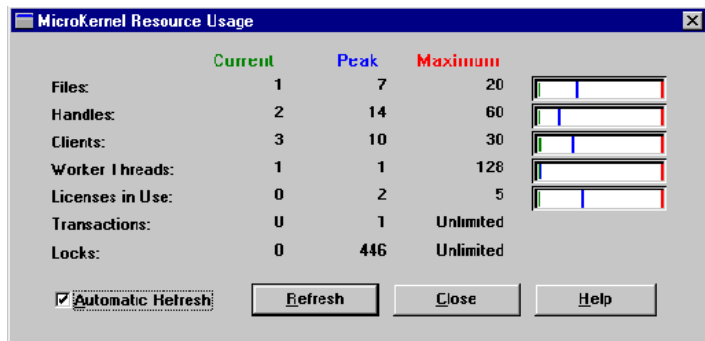 MicroKernel Resource Usage
Current Peak Maximum
Files: 1 7 20
Handles: 2 14 60
Clients: 3 10 30
Worker Threads: 1 1 128
Licenses in Use: 0 2 5
Transactions: 0 1 Unlimited
Locks: 0 446 Unlimited
Automatic Refresh Refresh Close Help